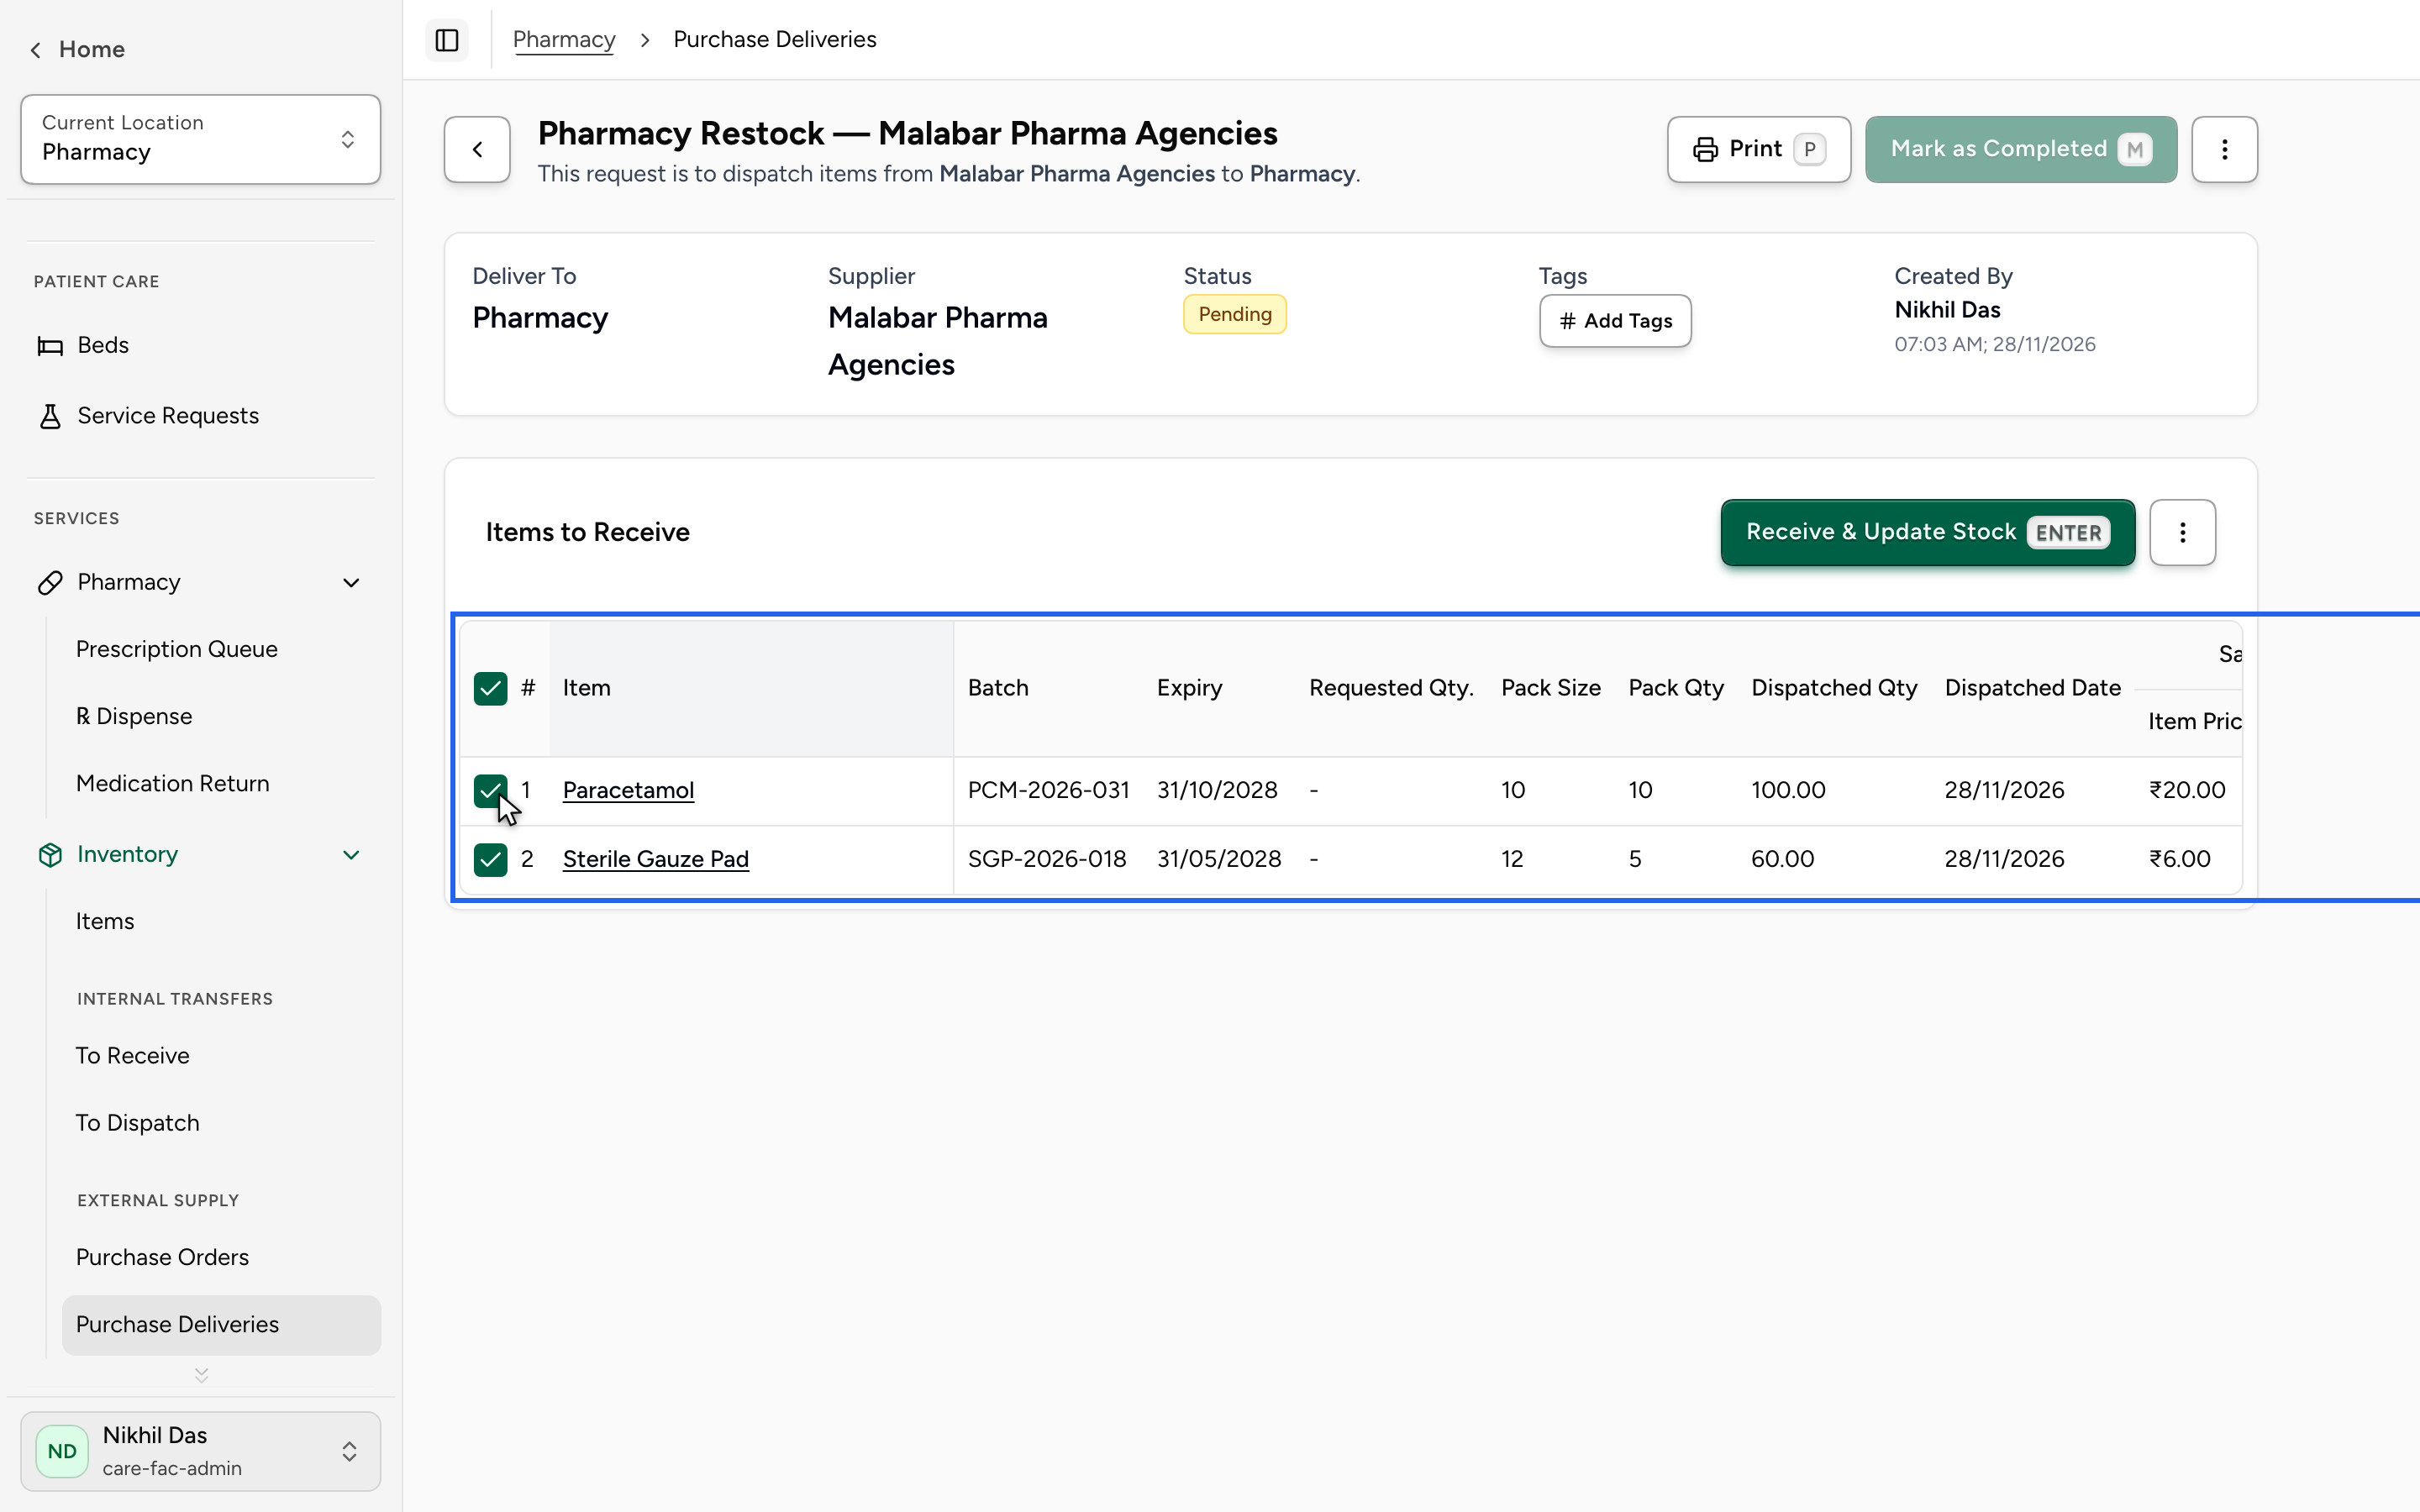 Home
Current Location
Pharmacy
PATIENT CARE
Beds
Service Requests
SERVICES
Pharmacy
Prescription Queue
℞ Dispense
Medication Return
Inventory
Items
INTERNAL TRANSFERS
To Receive
To Dispatch
EXTERNAL SUPPLY
Purchase Orders
Purchase Deliveries
ND
Nikhil Das
care-fac-admin
Pharmacy > Purchase Deliveries
Pharmacy Restock — Malabar Pharma Agencies
This request is to dispatch items from Malabar Pharma Agencies to Pharmacy.
Print P
Mark as Completed M
Deliver To
Pharmacy
Supplier
Malabar Pharma
Agencies
Status
Pending
Tags
# Add Tags
Created By
Nikhil Das
07:03 AM; 28/11/2026
Items to Receive
Receive & Update Stock ENTER
# Item Batch Expiry Requested Qty. Pack Size Pack Qty Dispatched Qty Dispatched Date
Sa
Item Pric
1 Paracetamol PCM-2026-031 31/10/2028 - 10 10 100.00 28/11/2026 ₹20.00
2 Sterile Gauze Pad SGP-2026-018 31/05/2028 - 12 5 60.00 28/11/2026 ₹6.00